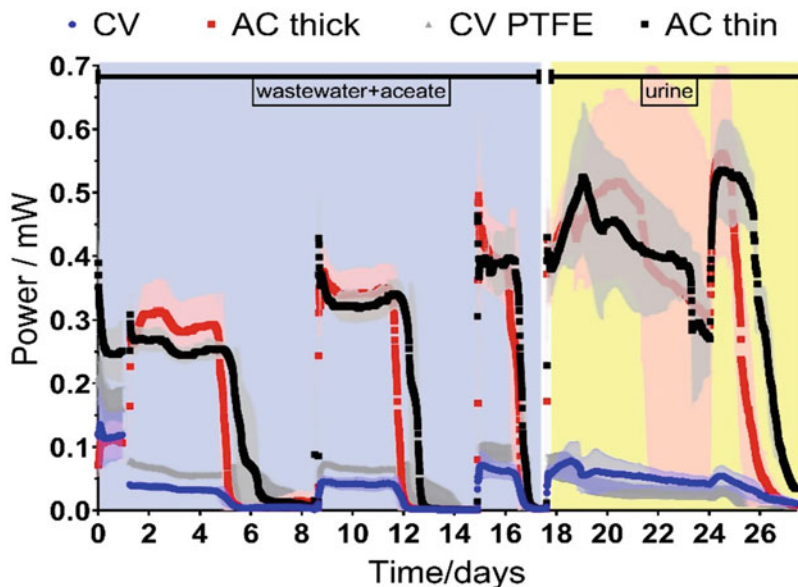 CV AC thick CV PTFE AC thin
0.7
wastewater+aceate urine
0.6
0.5
0.4
0.3
0.2
0.1
0.0
Power / mW
0 2 4 6 8 10 12 14 16 18 20 22 24 26
Time/days